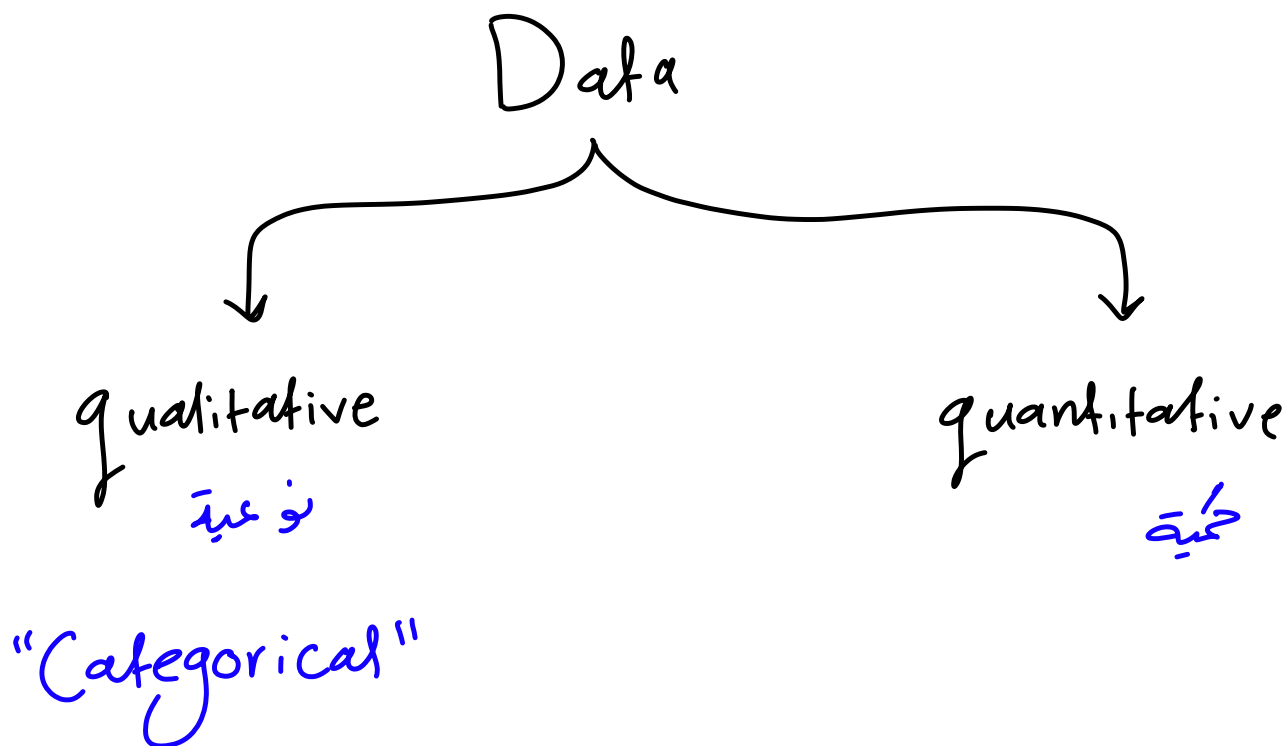 Data
qualitative
quantitative
نوعية
كمية
"Categorical"